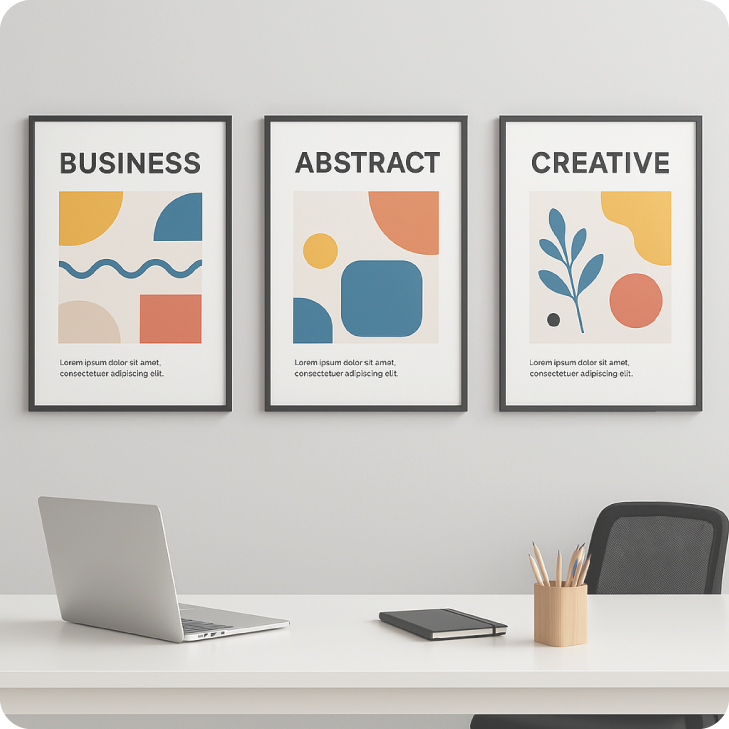 BUSINESS
Lorem ipsum dolor sit amet,
consectetuer adipiscing elit.
ABSTRACT
Lorem ipsum dolor sit amet,
consectetuer adipiscing elit.
CREATIVE
Lorem ipsum dolor sit amet,
consectetuer adipiscing elit.